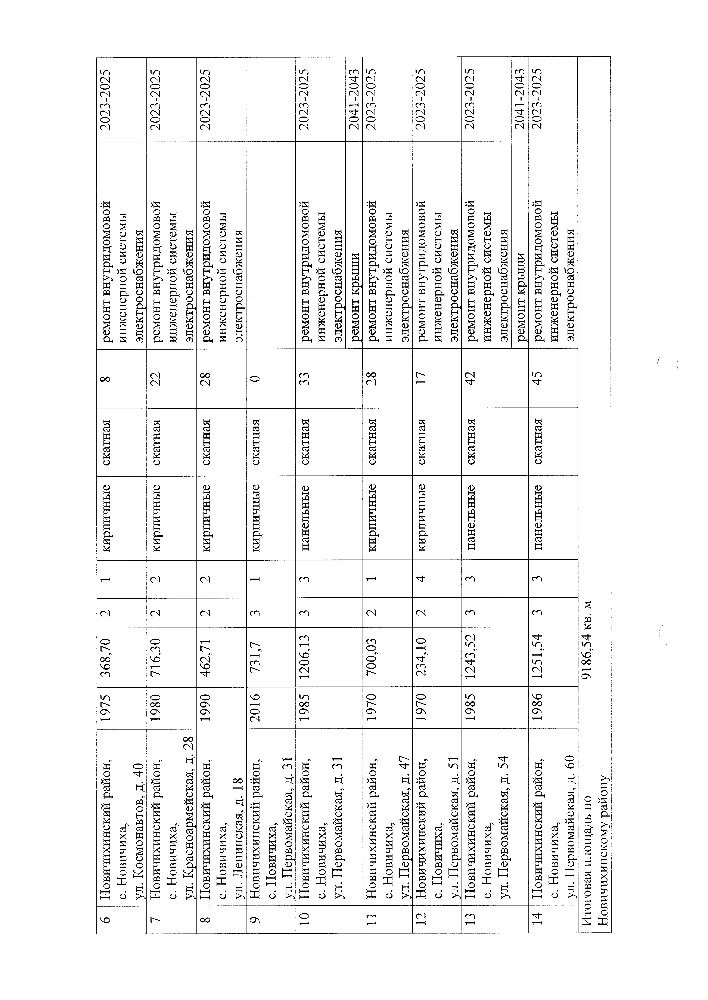 6 Новичихинский район, 1975 368,70 2 1 кирпичные скатная 8 ремонт внутридомовой 2023-2025
с. Новичиха, инженерной системы
ул. Космонавтов, д. 40 электроснабжения
7 Новичихинский район, 1980 716,30 2 2 кирпичные скатная 22 ремонт внутридомовой 2023-2025
с. Новичиха, инженерной системы
ул. Красноармейская, д. 28 электроснабжения
8 Новичихинский район, 1990 462,71 2 2 кирпичные скатная 28 ремонт внутридомовой 2023-2025
с. Новичиха, инженерной системы
ул. Ленинская, д. 18 электроснабжения
9 Новичихинский район, 2016 731,7 3 1 кирпичные скатная 0
с. Новичиха,
ул. Первомайская, д. 31
10 Новичихинский район, 1985 1206,13 3 3 панельные скатная 33 ремонт внутридомовой 2023-2025
с. Новичиха, инженерной системы
ул. Первомайская, д. 31 электроснабжения
ремонт крыши 2041-2043
11 Новичихинский район, 1970 700,03 2 1 кирпичные скатная 28 ремонт внутридомовой 2023-2025
с. Новичиха, инженерной системы
ул. Первомайская, д. 47 электроснабжения
12 Новичихинский район, 1970 234,10 2 4 кирпичные скатная 17 ремонт внутридомовой 2023-2025
с. Новичиха, инженерной системы
ул. Первомайская, д. 51 электроснабжения
13 Новичихинский район, 1985 1243,52 3 3 панельные скатная 42 ремонт внутридомовой 2023-2025
с. Новичиха, инженерной системы
ул. Первомайская, д. 54 электроснабжения
ремонт крыши 2041-2043
14 Новичихинский район, 1986 1251,54 3 3 панельные скатная 45 ремонт внутридомовой 2023-2025
с. Новичиха, инженерной системы
ул. Первомайская, д. 60 электроснабжения
Итоговая площадь по 9186,54 кв. м
Новичихинскому району